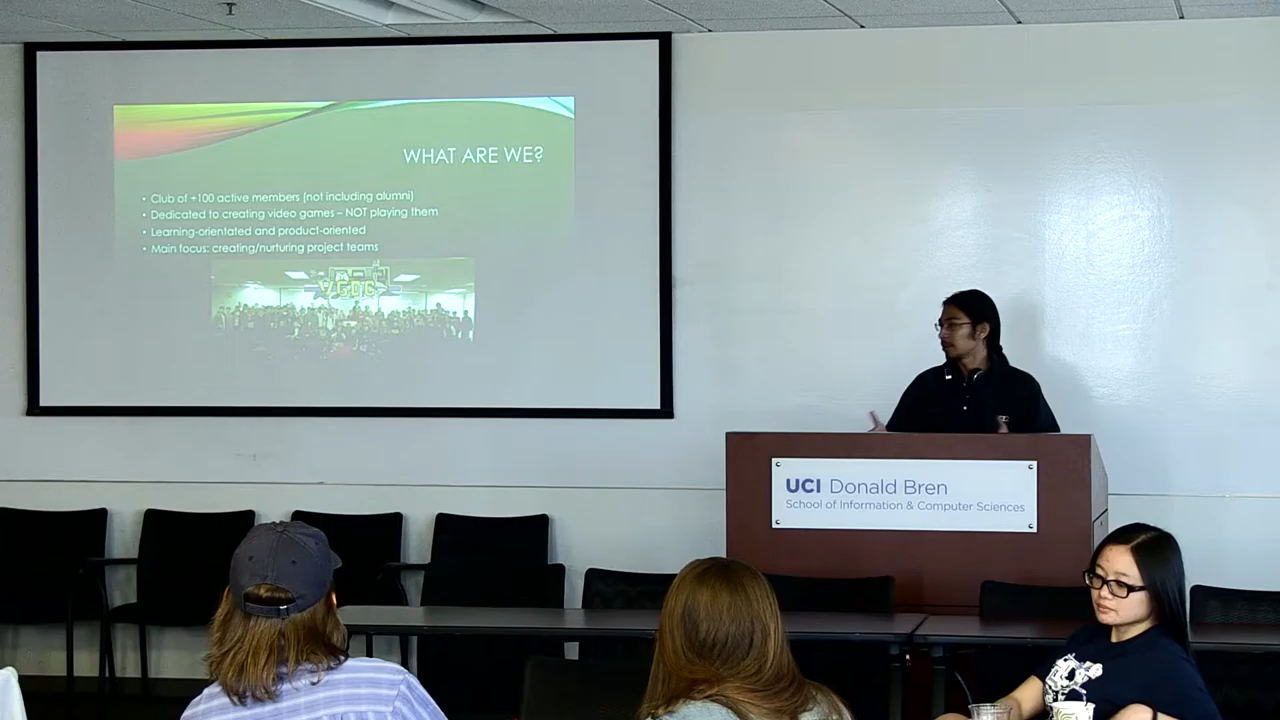 WHAT ARE WE?
• Club of +100 active members (not including alumni)
• Dedicated to creating video games – NOT playing them
• Learning-orientated and product-oriented
• Main focus: creating/nurturing project teams
VGDC
UCI Donald Bren
School of Information & Computer Sciences